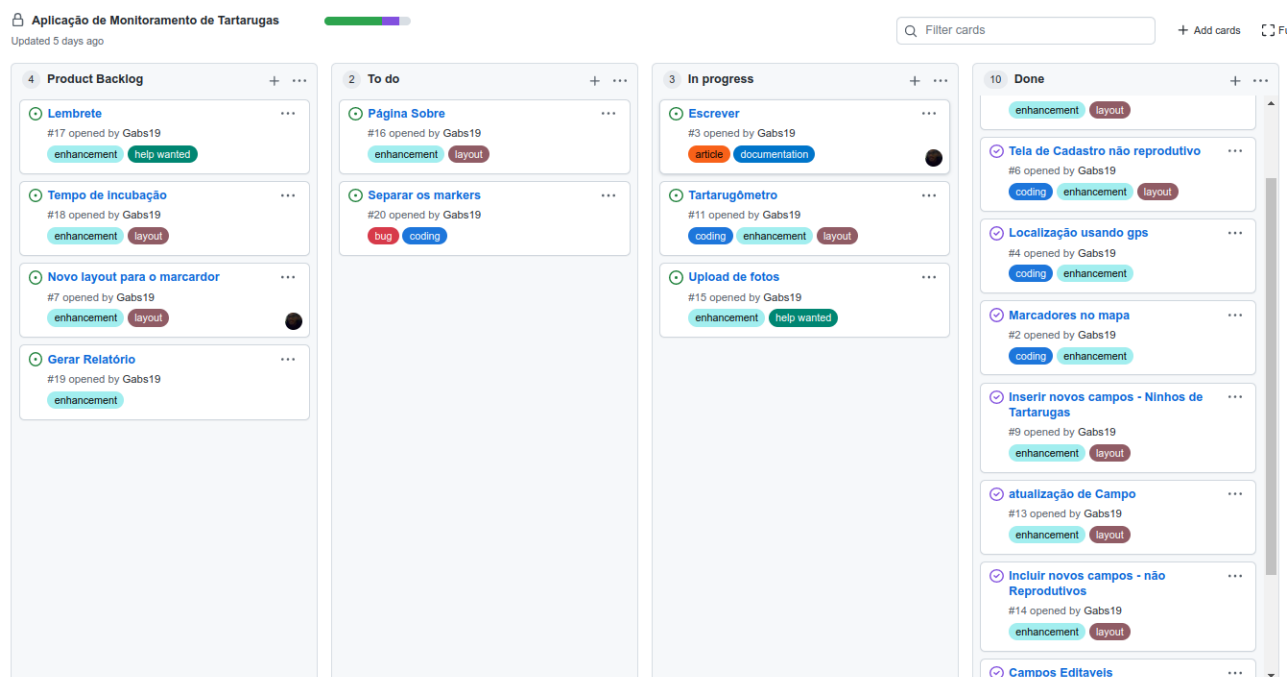 Aplicação de Monitoramento de Tartarugas
Updated 5 days ago
Filter cards
+ Add cards
Fu
4 Product Backlog
Lembrete
#17 opened by Gabs19
enhancement help wanted
Tempo de incubação
#18 opened by Gabs19
enhancement layout
Novo layout para o marcardor
#7 opened by Gabs19
enhancement layout
Gerar Relatório
#19 opened by Gabs19
enhancement
2 To do
Página Sobre
#16 opened by Gabs19
enhancement layout
Separar os markers
#20 opened by Gabs19
bug coding
3 In progress
Escrever
#3 opened by Gabs19
article documentation
Tartarugômetro
#11 opened by Gabs19
coding enhancement layout
Upload de fotos
#15 opened by Gabs19
enhancement help wanted
10 Done
enhancement layout
Tela de Cadastro não reprodutivo
#6 opened by Gabs19
coding enhancement layout
Localização usando gps
#4 opened by Gabs19
coding enhancement
Marcadores no mapa
#2 opened by Gabs19
coding enhancement
Inserir novos campos - Ninhos de
Tartarugas
#9 opened by Gabs19
enhancement layout
atualização de Campo
#13 opened by Gabs19
enhancement layout
Incluir novos campos - não
Reprodutivos
#14 opened by Gabs19
enhancement layout
Campos Editaveis